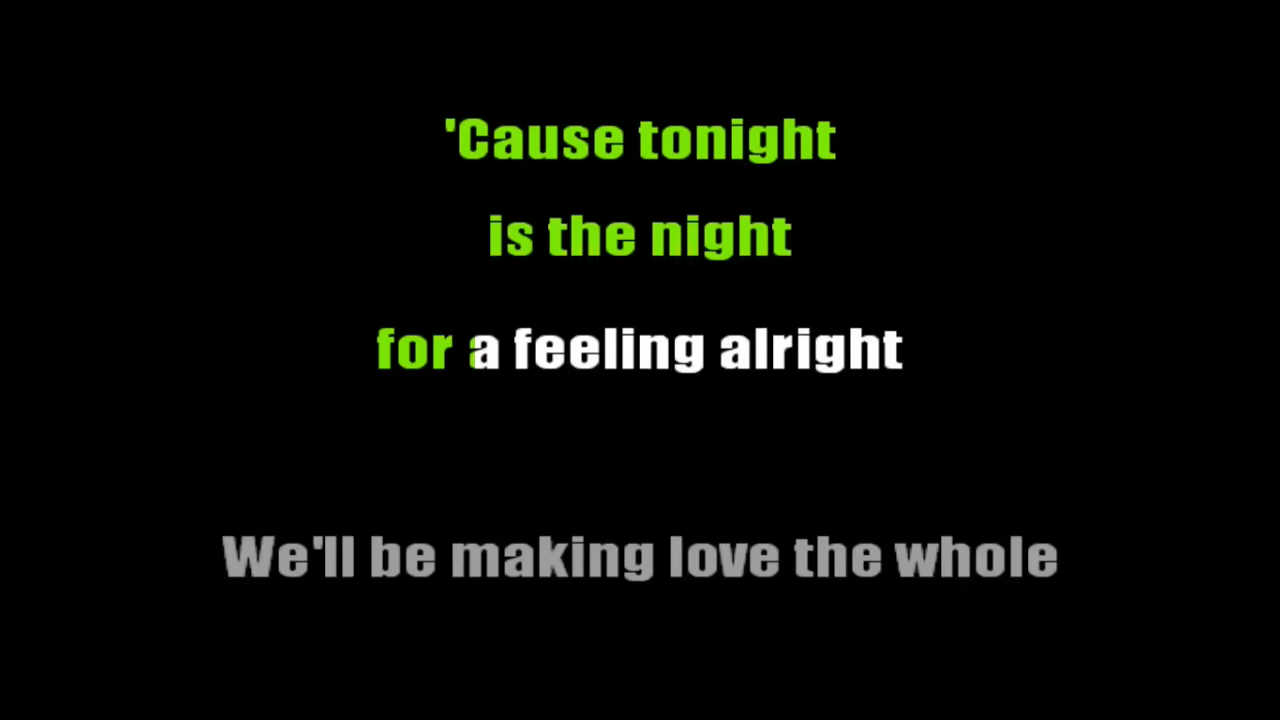 'Cause tonight
is the night
for a feeling alright
We'll be making love the whole